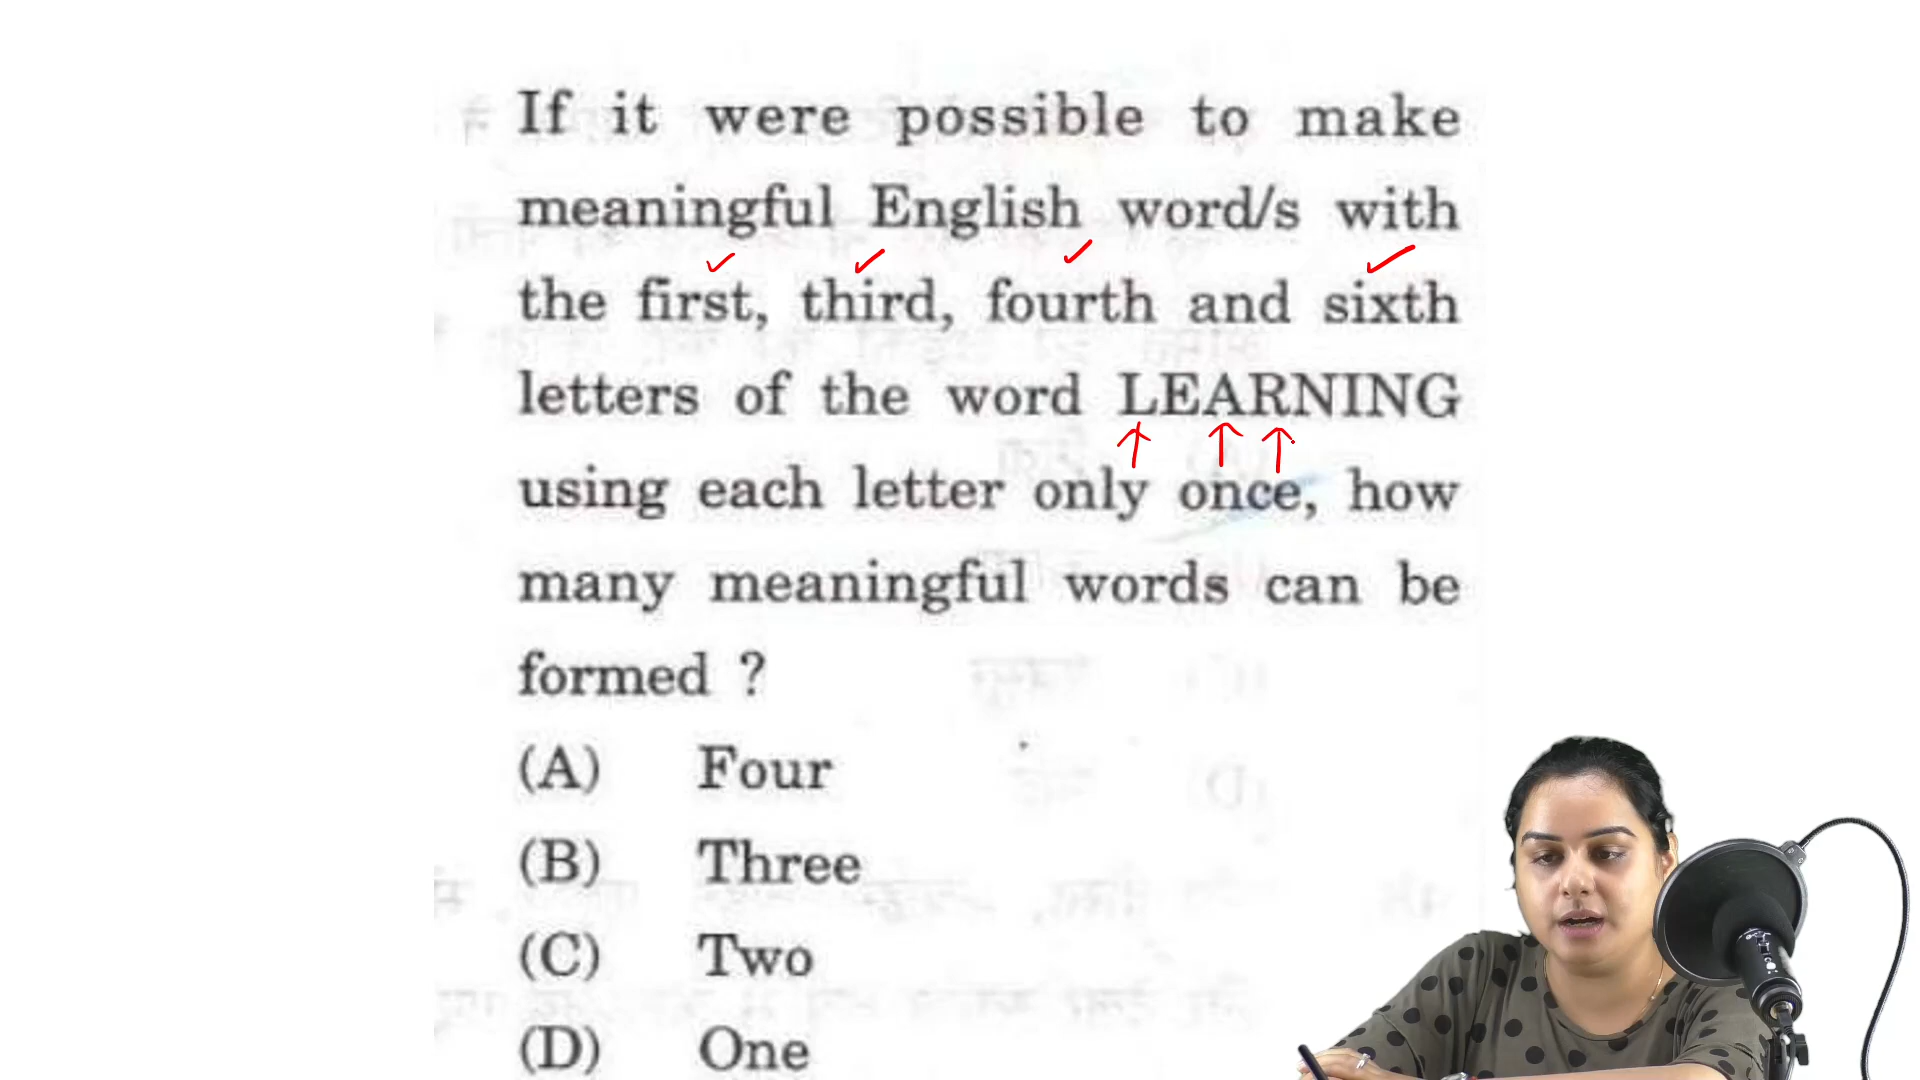 If it were possible to make
meaningful English word/s with
the first, third, fourth and sixth
letters of the word LEARNING
using each letter only once, how
many meaningful words can be
formed ?
(A) Four
(B) Three
(C) Two
(D) One